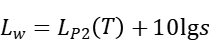 L_w = L_{P2}(T) + 10lgs